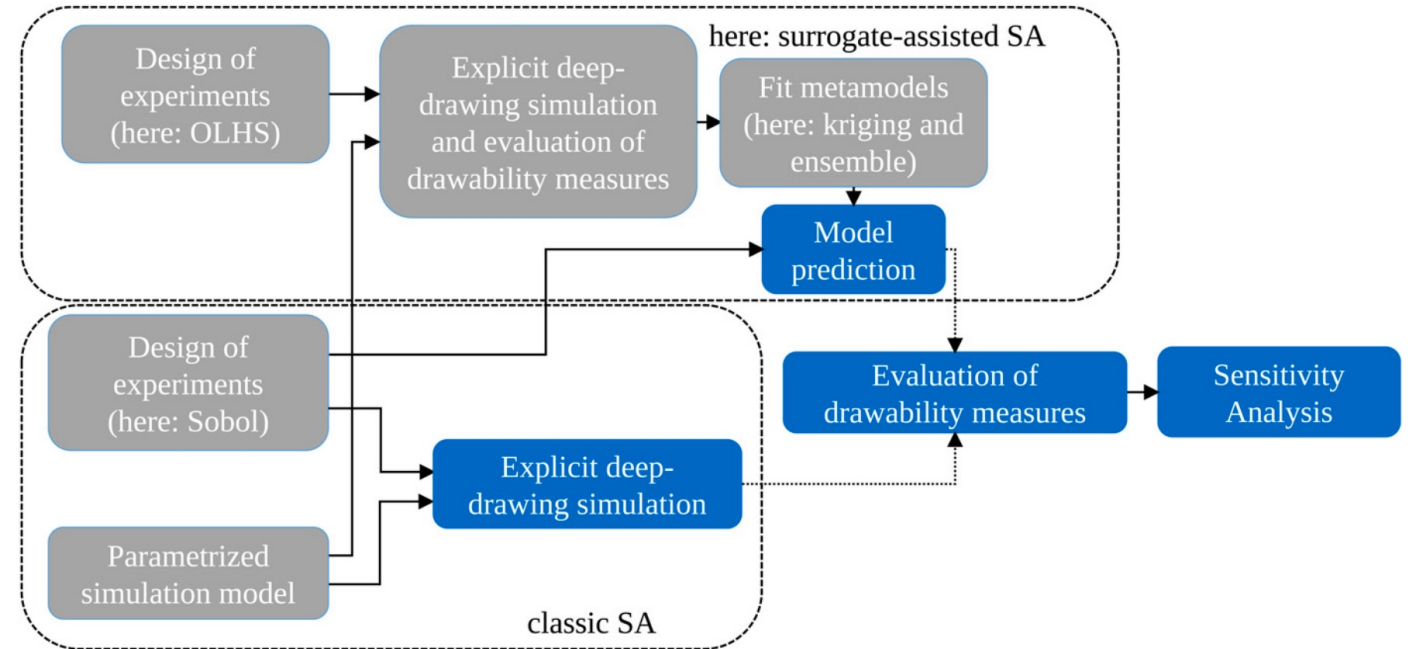 here: surrogate-assisted SA
Design of
experiments
(here: OLHS)
Explicit deep-
drawing simulation
and evaluation of
drawability measures
Fit metamodels
(here: kriging and
ensemble)
Model
prediction
Design of
experiments
(here: Sobol)
Explicit deep-
drawing simulation
Parametrized
simulation model
classic SA
Evaluation of
drawability measures
Sensitivity
Analysis